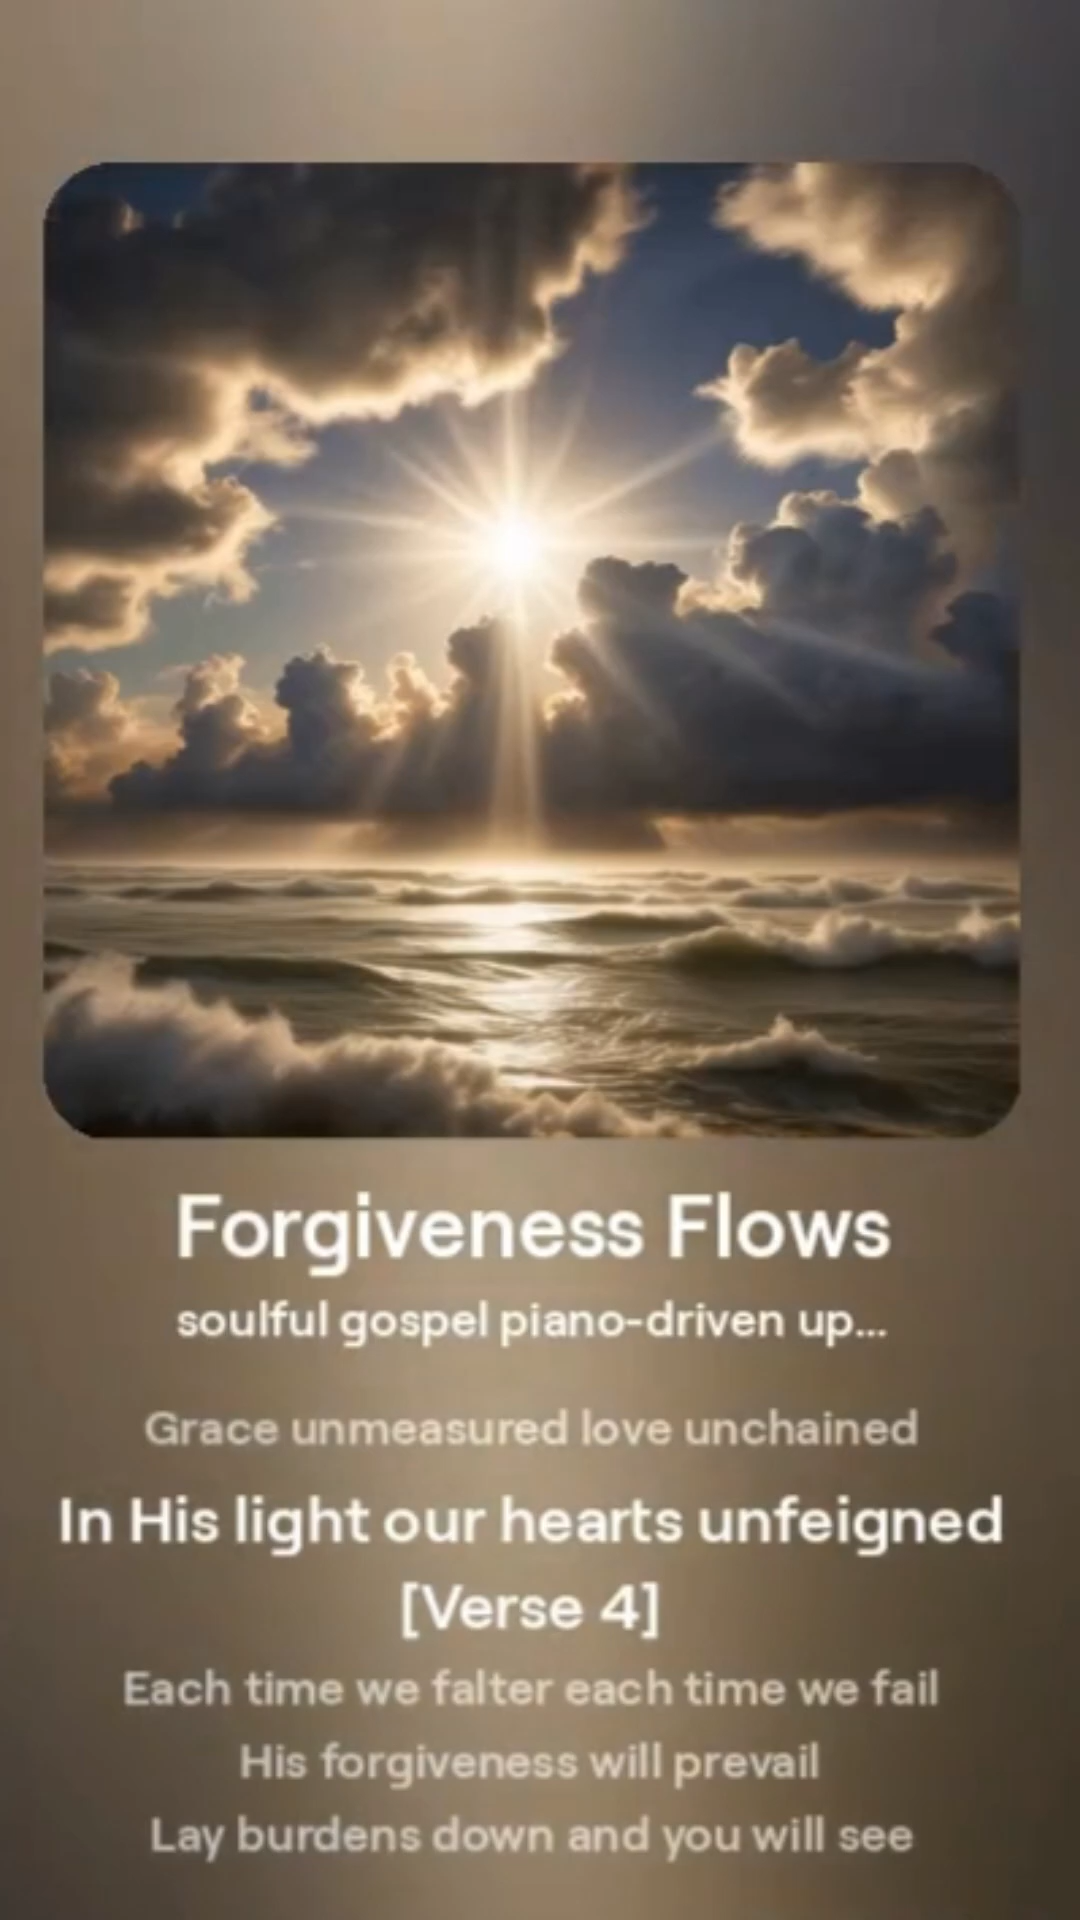 Forgiveness Flows
soulful gospel piano-driven up...
Grace unmeasured love unchained
In His light our hearts unfeigned
[Verse 4]
Each time we falter each time we fail
His forgiveness will prevail
Lay burdens down and you will see